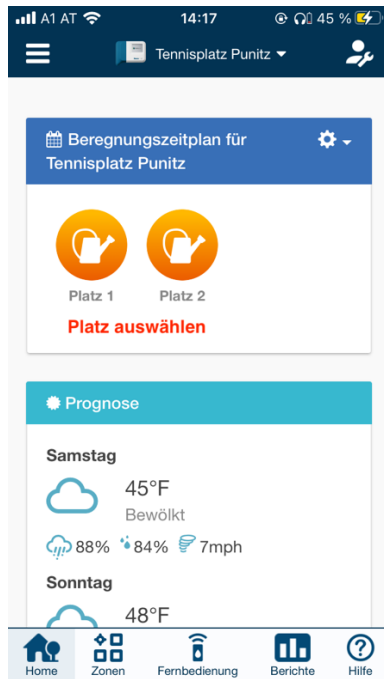 A1 AT 14:17 45 %
Tennisplatz Punitz
Beregnungszeitplan für
Tennisplatz Punitz
Platz 1 Platz 2
Platz auswählen
Prognose
Samstag
45°F
Bewölkt
88% 84% 7mph
Sonntag
48°F
Home Zonen Fernbedienung Berichte Hilfe